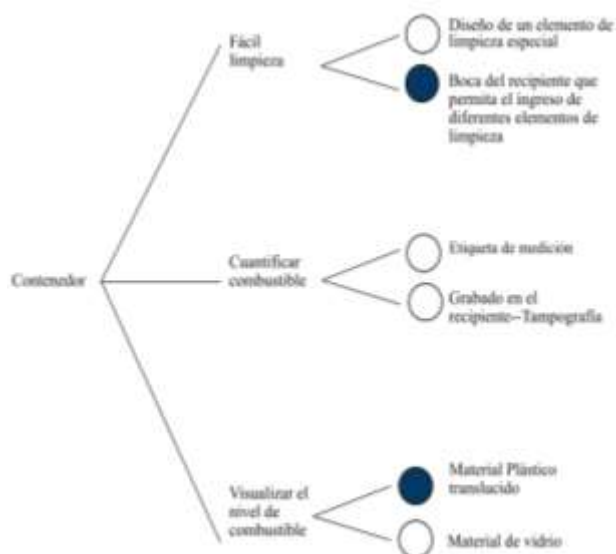 Fácil
limpieza
Diseño de un elemento de
limpieza especial
Boca del recipiente que
permita el ingreso de
diferentes elementos de
limpieza
Contenedor
Cuantificar
combustible
Etiqueta de medición
Grabado en el
recipiente--Tampografía
Visualizar el
nivel de
combustible
Material Plástico
translucido
Material de vidrio